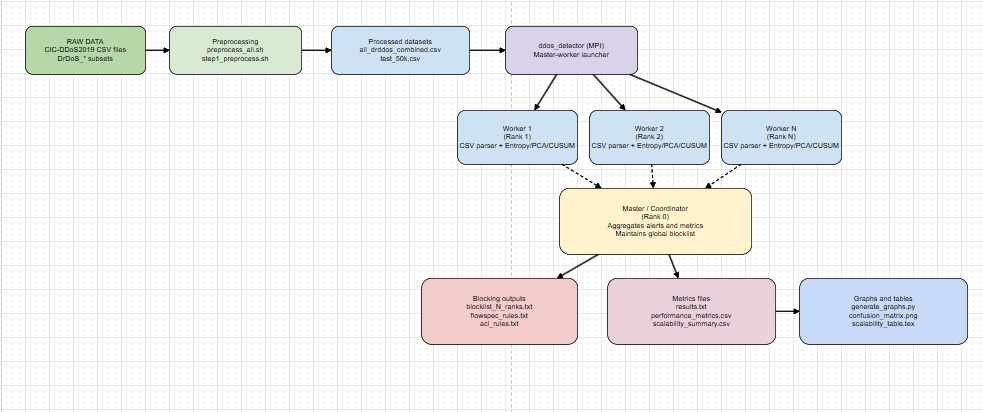 RAW DATA
CIC-DDoS2019 CSV files
DrDoS_* subsets
Preprocessing
preprocess_all.sh
step1_preprocess.sh
Processed datasets
all_drddos_combined.csv
test_50k.csv
ddos_detector (MPI)
Master-worker launcher
Worker 1
(Rank 1)
CSV parser + Entropy/PCA/CUSUM
Worker 2
(Rank 2)
CSV parser + Entropy/PCA/CUSUM
Worker N
(Rank N)
CSV parser + Entropy/PCA/CUSUM
Master / Coordinator
(Rank 0)
Aggregates alerts and metrics
Maintains global blocklist
Blocking outputs
blocklist_N_ranks.txt
flowspec_rules.txt
acl_rules.txt
Metrics files
results.txt
performance_metrics.csv
scalability_summary.csv
Graphs and tables
generate_graphs.py
confusion_matrix.png
scalability_table.tex